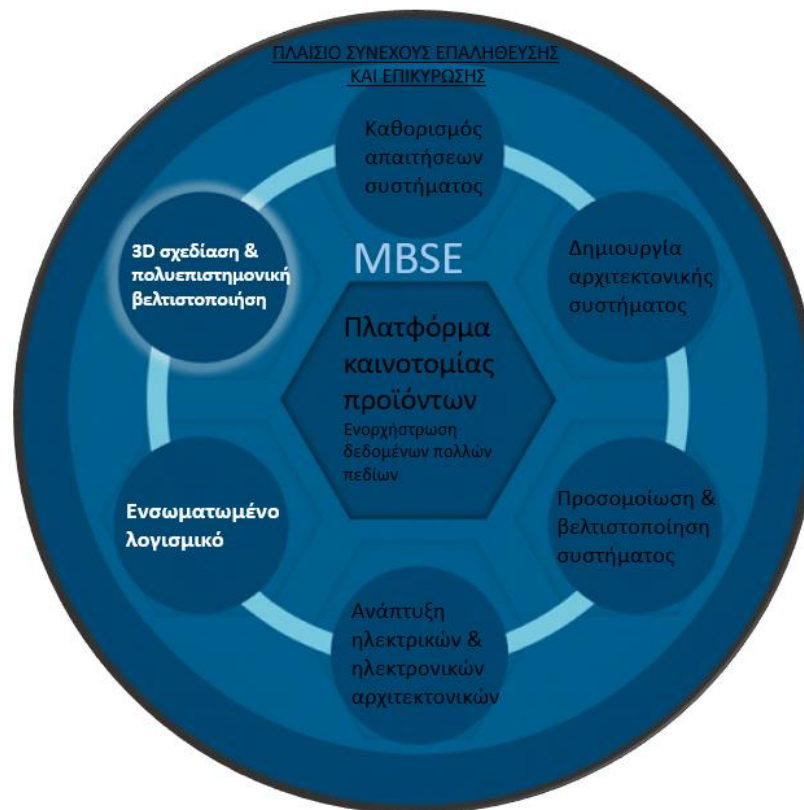 ΠΛΑΙΣΙΟ ΣΥΝΕΧΟΥΣ ΕΠΑΛΗΘΕΥΣΗΣ
ΚΑΙ ΕΠΙΚΥΡΩΣΗΣ
Καθορισμός
απαιτήσεων
συστήματος
3D σχεδίαση &
πολυεπιστημονική
βελτιστοποιήση
MBSE
Δημιουργία
αρχιτεκτονικής
συστήματος
Πλατφόρμα
καινοτομίας
προϊόντων
Ενορχήστρωση
δεδομένων πολλών
πεδίων
Ενσωματωμένο
λογισμικό
Προσομοίωση &
βελτιστοποίηση
συστήματος
Ανάπτυξη
ηλεκτρικών &
ηλεκτρονικών
αρχιτεκτονικών